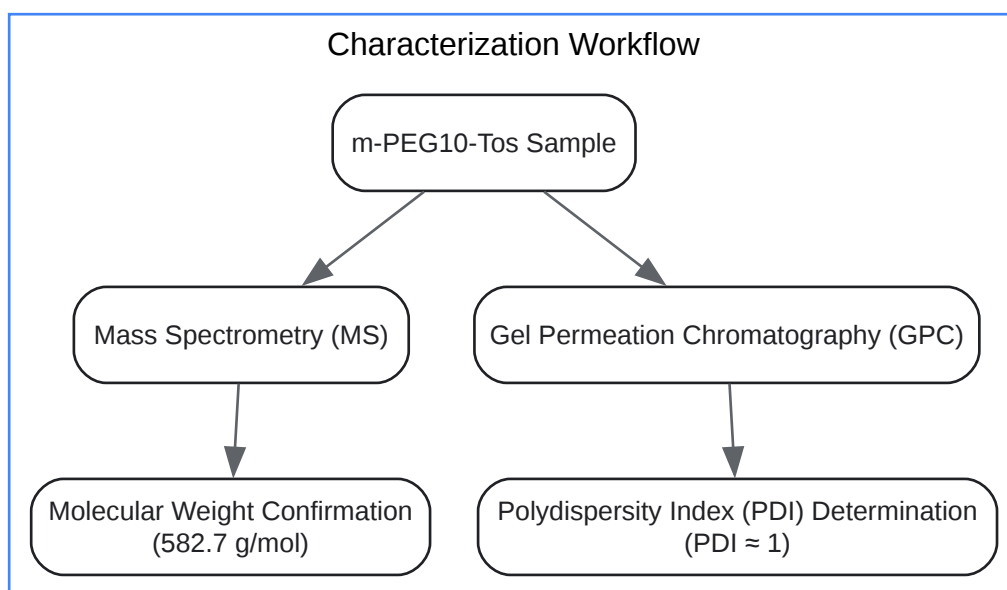 Characterization Workflow
m-PEG10-Tos Sample
Mass Spectrometry (MS)
Gel Permeation Chromatography (GPC)
Molecular Weight Confirmation
(582.7 g/mol)
Polydispersity Index (PDI) Determination
(PDI ≈ 1)